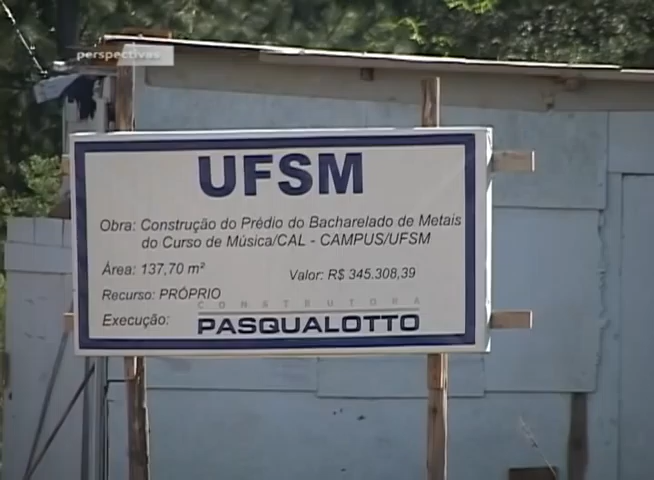 perspectivas
UFSM
Obra: Construção do Prédio do Bacharelado de Metais
do Curso de Música/CAL - CAMPUS/UFSM
Área: 137,70 m²
Valor: R$ 345.308,39
Recurso: PRÓPRIO
CONSTRUTORA
Execução: PASQUALOTTO